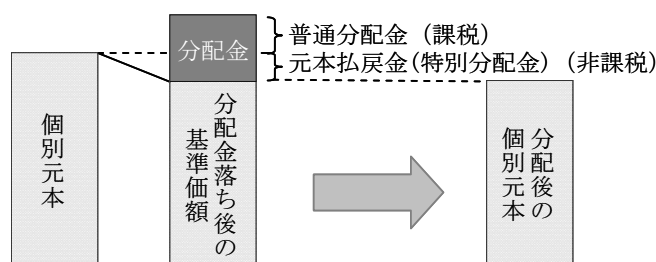 分配金
普通分配金（課税）
元本払戻金(特別分配金)（非課税）
個別元本
分配金落ち後の
基準価額
分配後の
個別元本